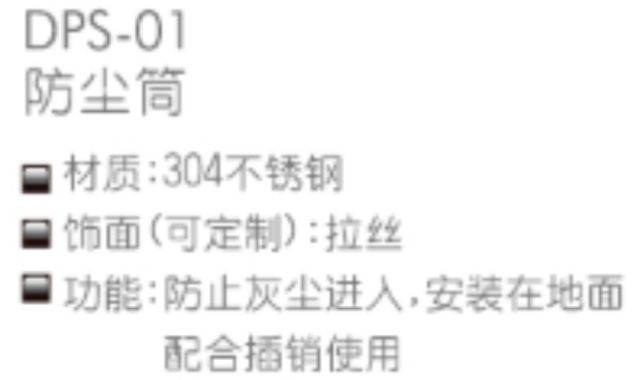 DPS-01
防尘筒
材质:304不锈钢
饰面(可定制):拉丝
功能:防止灰尘进入,安装在地面
配合插销使用